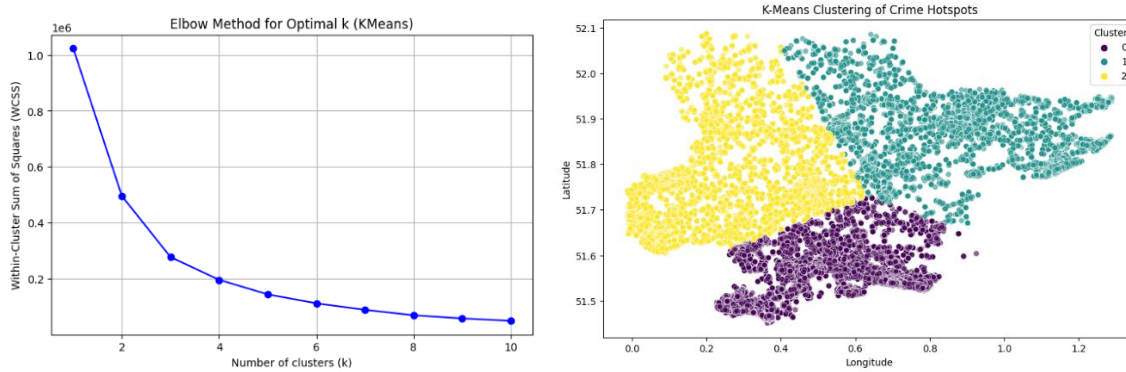 Elbow Method for Optimal k (KMeans)
1e6
Within-Cluster Sum of Squares (WCSS)
1.0
0.8
0.6
0.4
0.2
2 4 6 8 10
Number of clusters (k)
K-Means Clustering of Crime Hotspots
Cluster
0
1
2
Latitude
52.1
52.0
51.9
51.8
51.7
51.6
51.5
0.0 0.2 0.4 0.6 0.8 1.0 1.2
Longitude